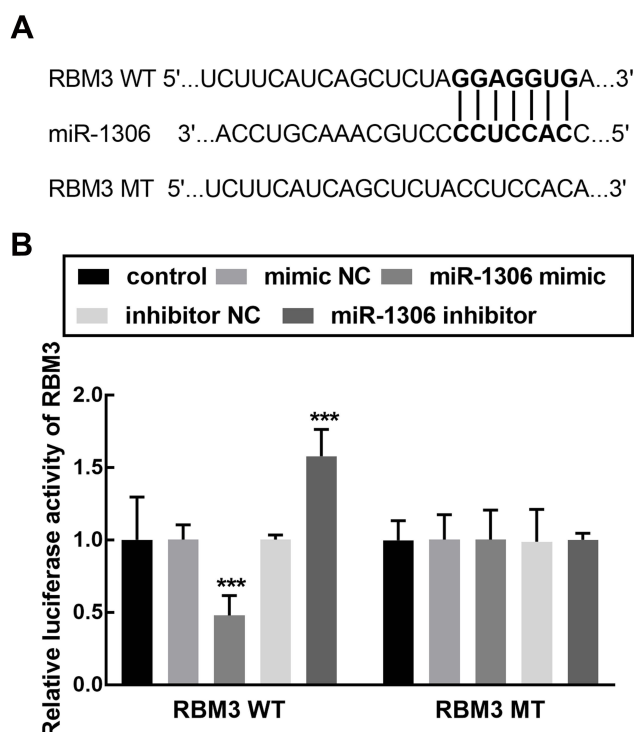 A
RBM3 WT 5'...UCUUCAUCAGCUCUAGGAGGUGA...3'
miR-1306 3'...ACCUGCAAACGUCCCCUCCACC...5'
RBM3 MT 5'...UCUUCAUCAGCUCUACCUCCACA...3'
B
control mimic NC miR-1306 mimic
inhibitor NC miR-1306 inhibitor
Relative luciferase activity of RBM3
2.0
1.5
1.0
0.5
0.0
***
***
RBM3 WT RBM3 MT